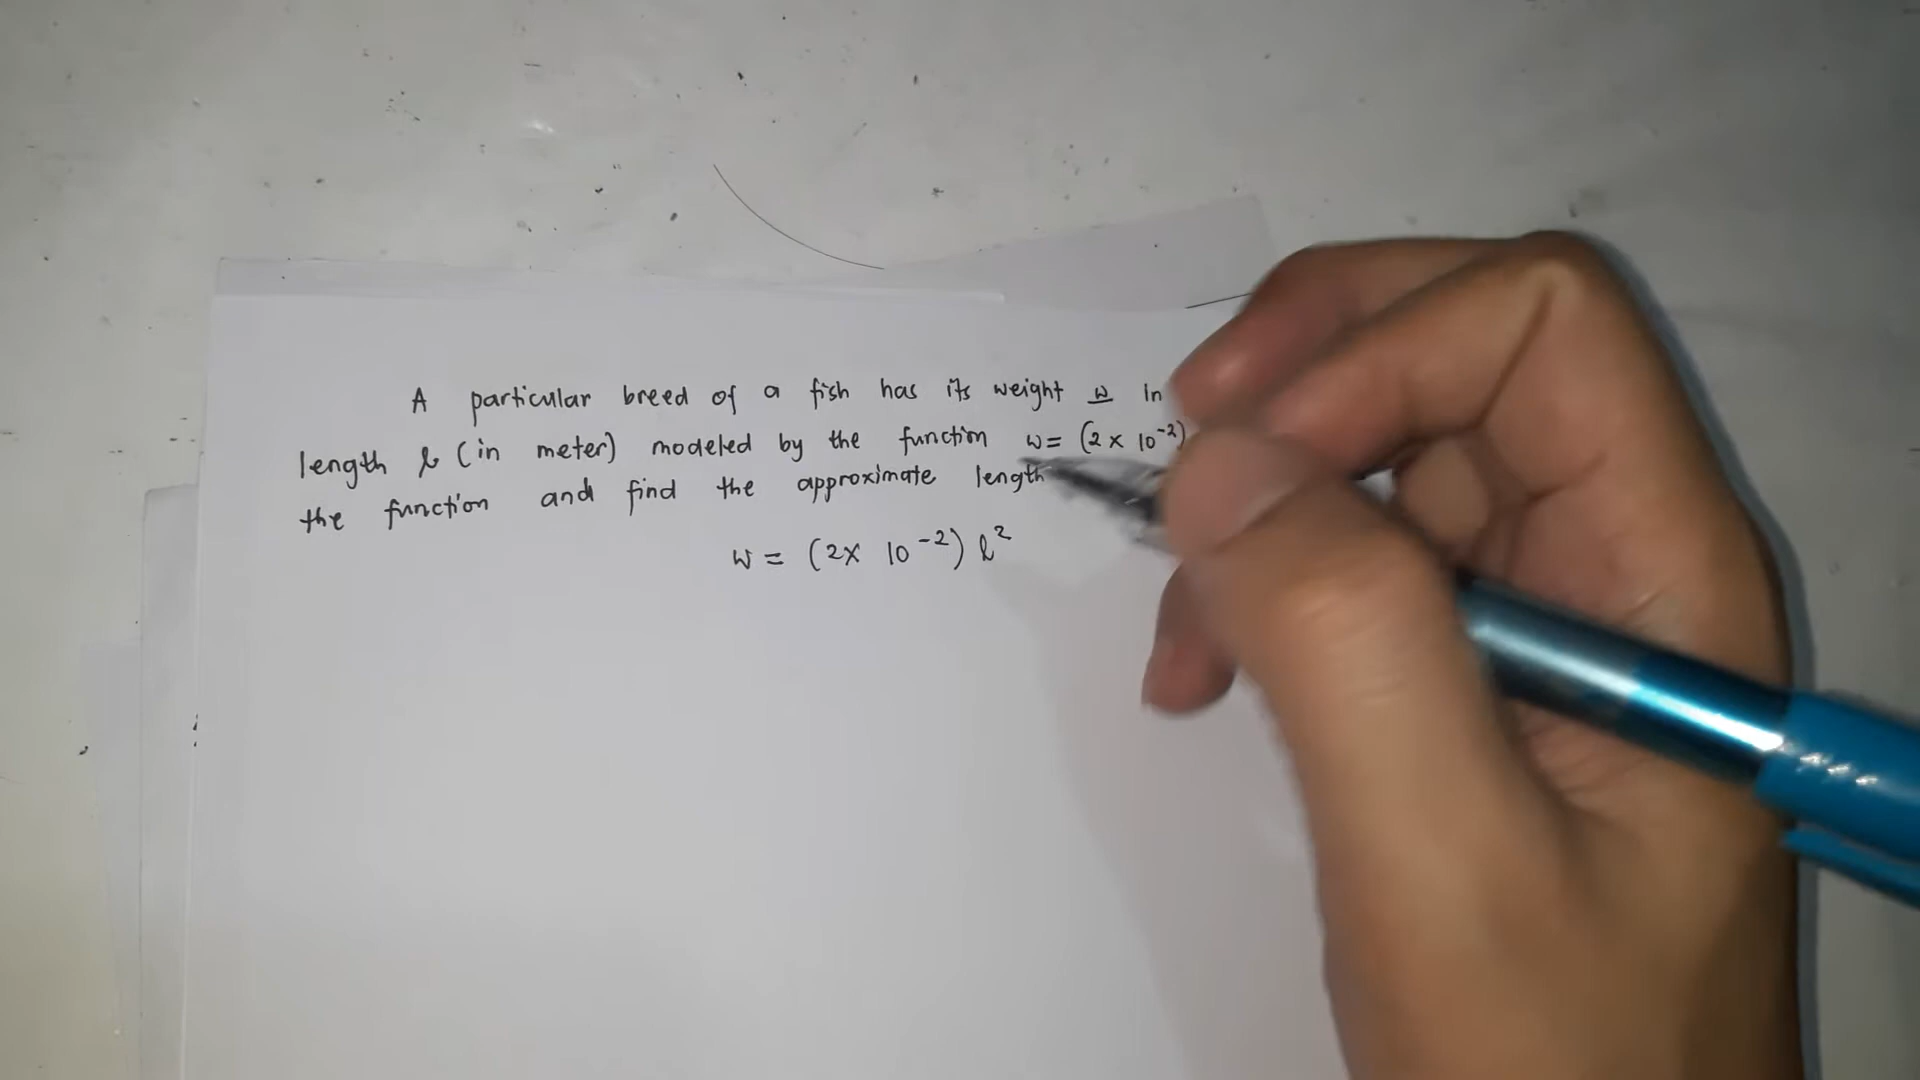 A particular breed of a fish has its weight w in
length l (in meter) modeled by the function w = (2 x 10⁻²)
the function and find the approximate length
w = (2x 10⁻²) l²